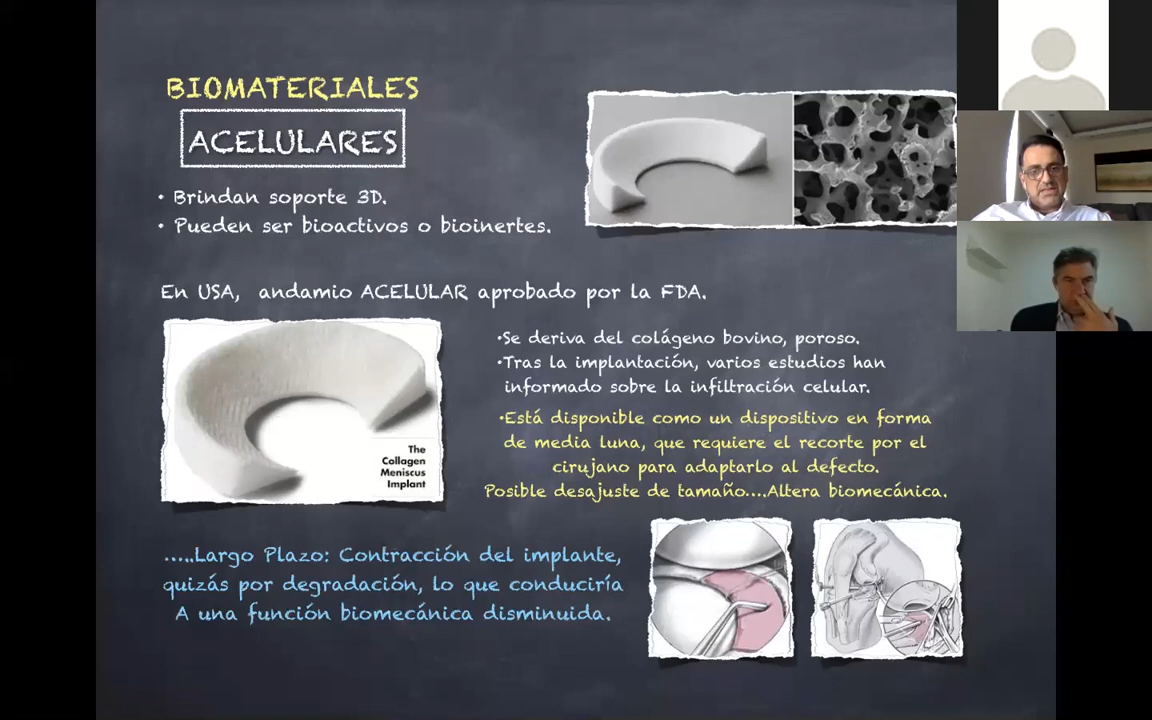 BIOMATERIALES
ACELULARES
• Brindan soporte 3D.
• Pueden ser bioactivos o bioinertes.
En USA, andamio ACELULAR aprobado por la FDA.
The
Collagen
Meniscus
Implant
•Se deriva del colágeno bovino, poroso.
•Tras la implantación, varios estudios han
informado sobre la infiltración celular.
•Está disponible como un dispositivo en forma
de media luna, que requiere el recorte por el
cirujano para adaptarlo al defecto.
Posible desajuste de tamaño....Altera biomecánica.
.....Largo Plazo: Contracción del implante,
quizás por degradación, lo que conduciría
A una función biomecánica disminuida.